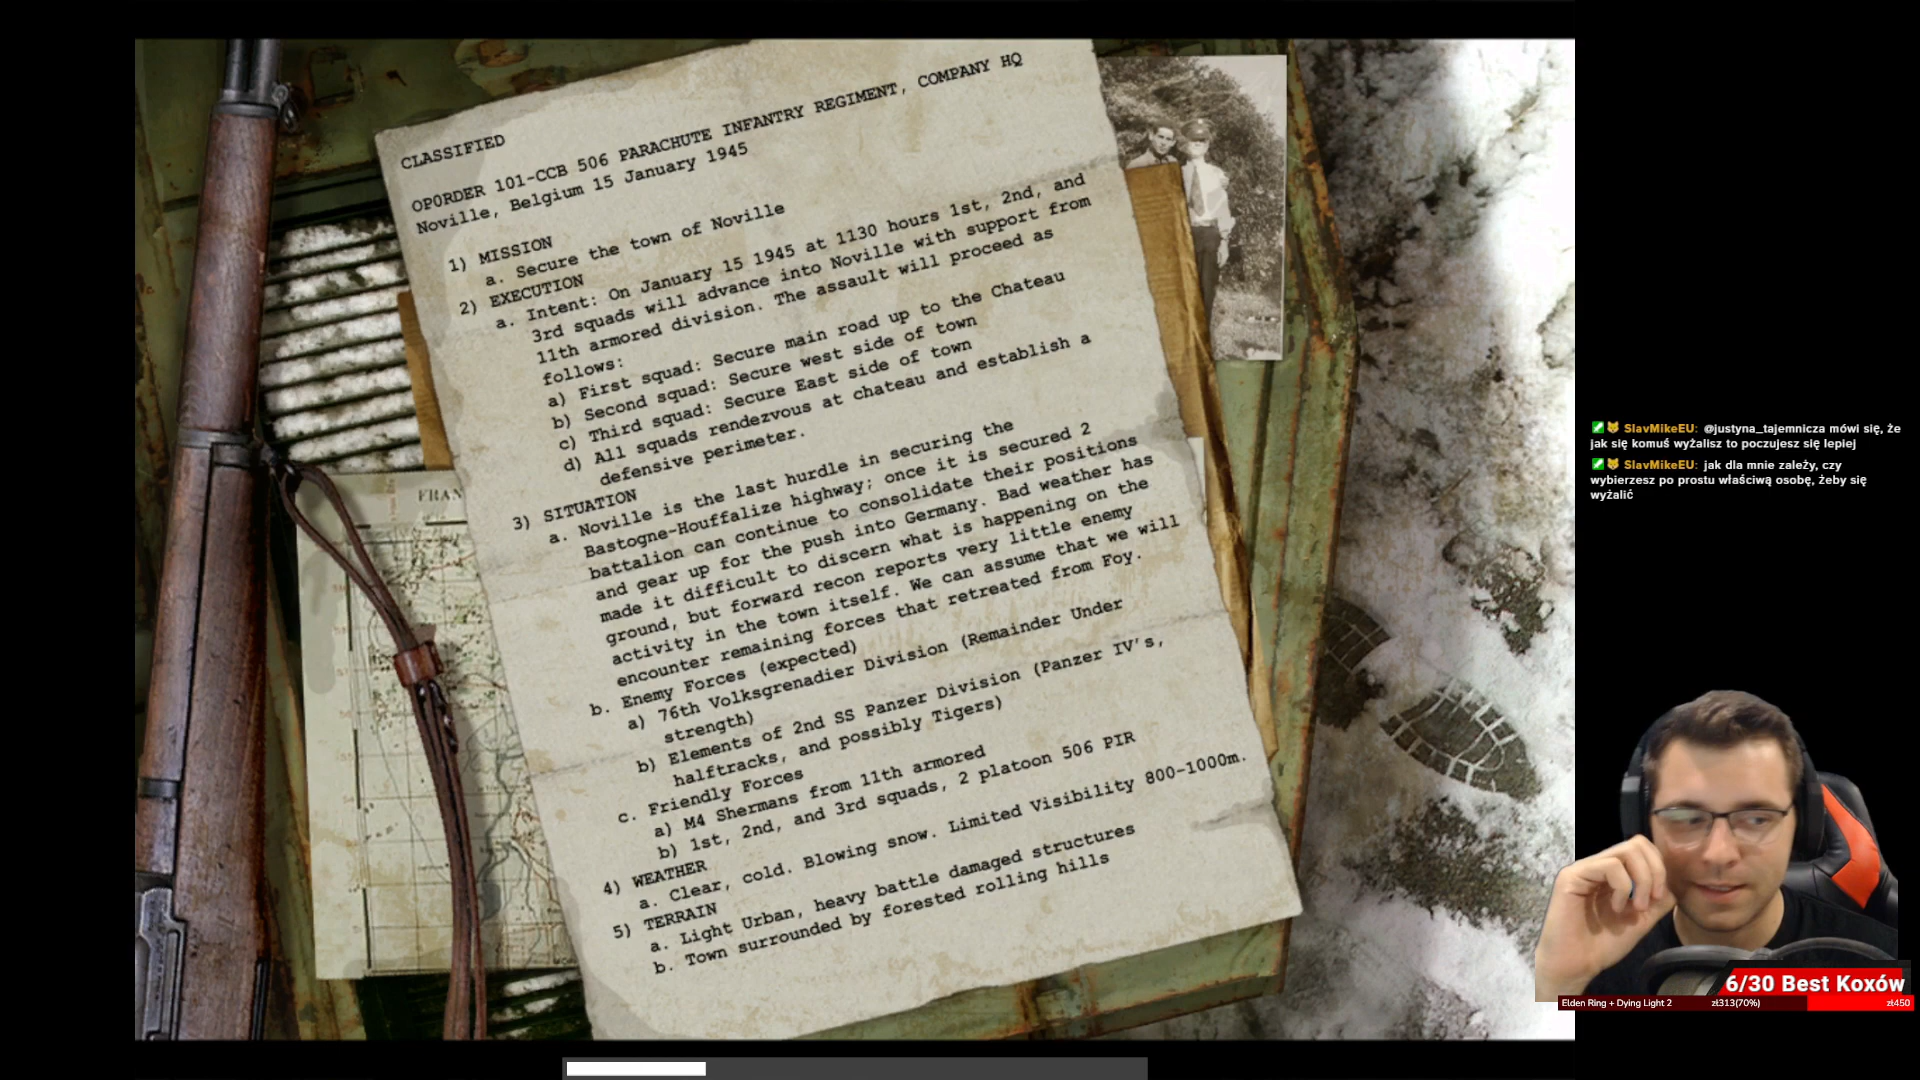 CLASSIFIED
OPORDER 101-CCB 506 PARACHUTE INFANTRY REGIMENT, COMPANY HQ
Noville, Belgium 15 January 1945
1) MISSION
a. Secure the town of Noville
2) EXECUTION
a. Intent: On January 15 1945 at 1130 hours 1st, 2nd, and
3rd squads will advance into Noville with support from
11th armored division. The assault will proceed as
follows:
a) First squad: Secure main road up to the Chateau
b) Second squad: Secure west side of town
c) Third squad: Secure East side of town
d) All squads rendezvous at chateau and establish a
defensive perimeter.
3) SITUATION
a. Noville is the last hurdle in securing the
Bastogne-Houffalize highway; once it is secured 2
battalion can continue to consolidate their positions
and gear up for the push into Germany. Bad weather has
made it difficult to discern what is happening on the
ground, but forward recon reports very little enemy
activity in the town itself. We can assume that we will
encounter remaining forces that retreated from Foy.
b. Enemy Forces (expected)
a) 76th Volksgrenadier Division (Remainder Under
strength)
b) Elements of 2nd SS Panzer Division (Panzer IV's,
halftracks, and possibly Tigers)
c. Friendly Forces
a) M4 Shermans from 11th armored
b) 1st, 2nd, and 3rd squads, 2 platoon 506 PIR
4) WEATHER
a. Clear, cold. Blowing snow. Limited Visibility 800-1000m.
5) TERRAIN
a. Light Urban, heavy battle damaged structures
b. Town surrounded by forested rolling hills
FRAN
SlavMikeEU: @justyna_tajemnicza mówi się, że
jak się komuś wyżalisz to poczujesz się lepiej
SlavMikeEU: jak dla mnie zależy, czy
wybierzesz po prostu właściwą osobę, żeby się
wyżalić
6/30 Best Koxów
Elden Ring + Dying Light 2 zł313(70%) zł450